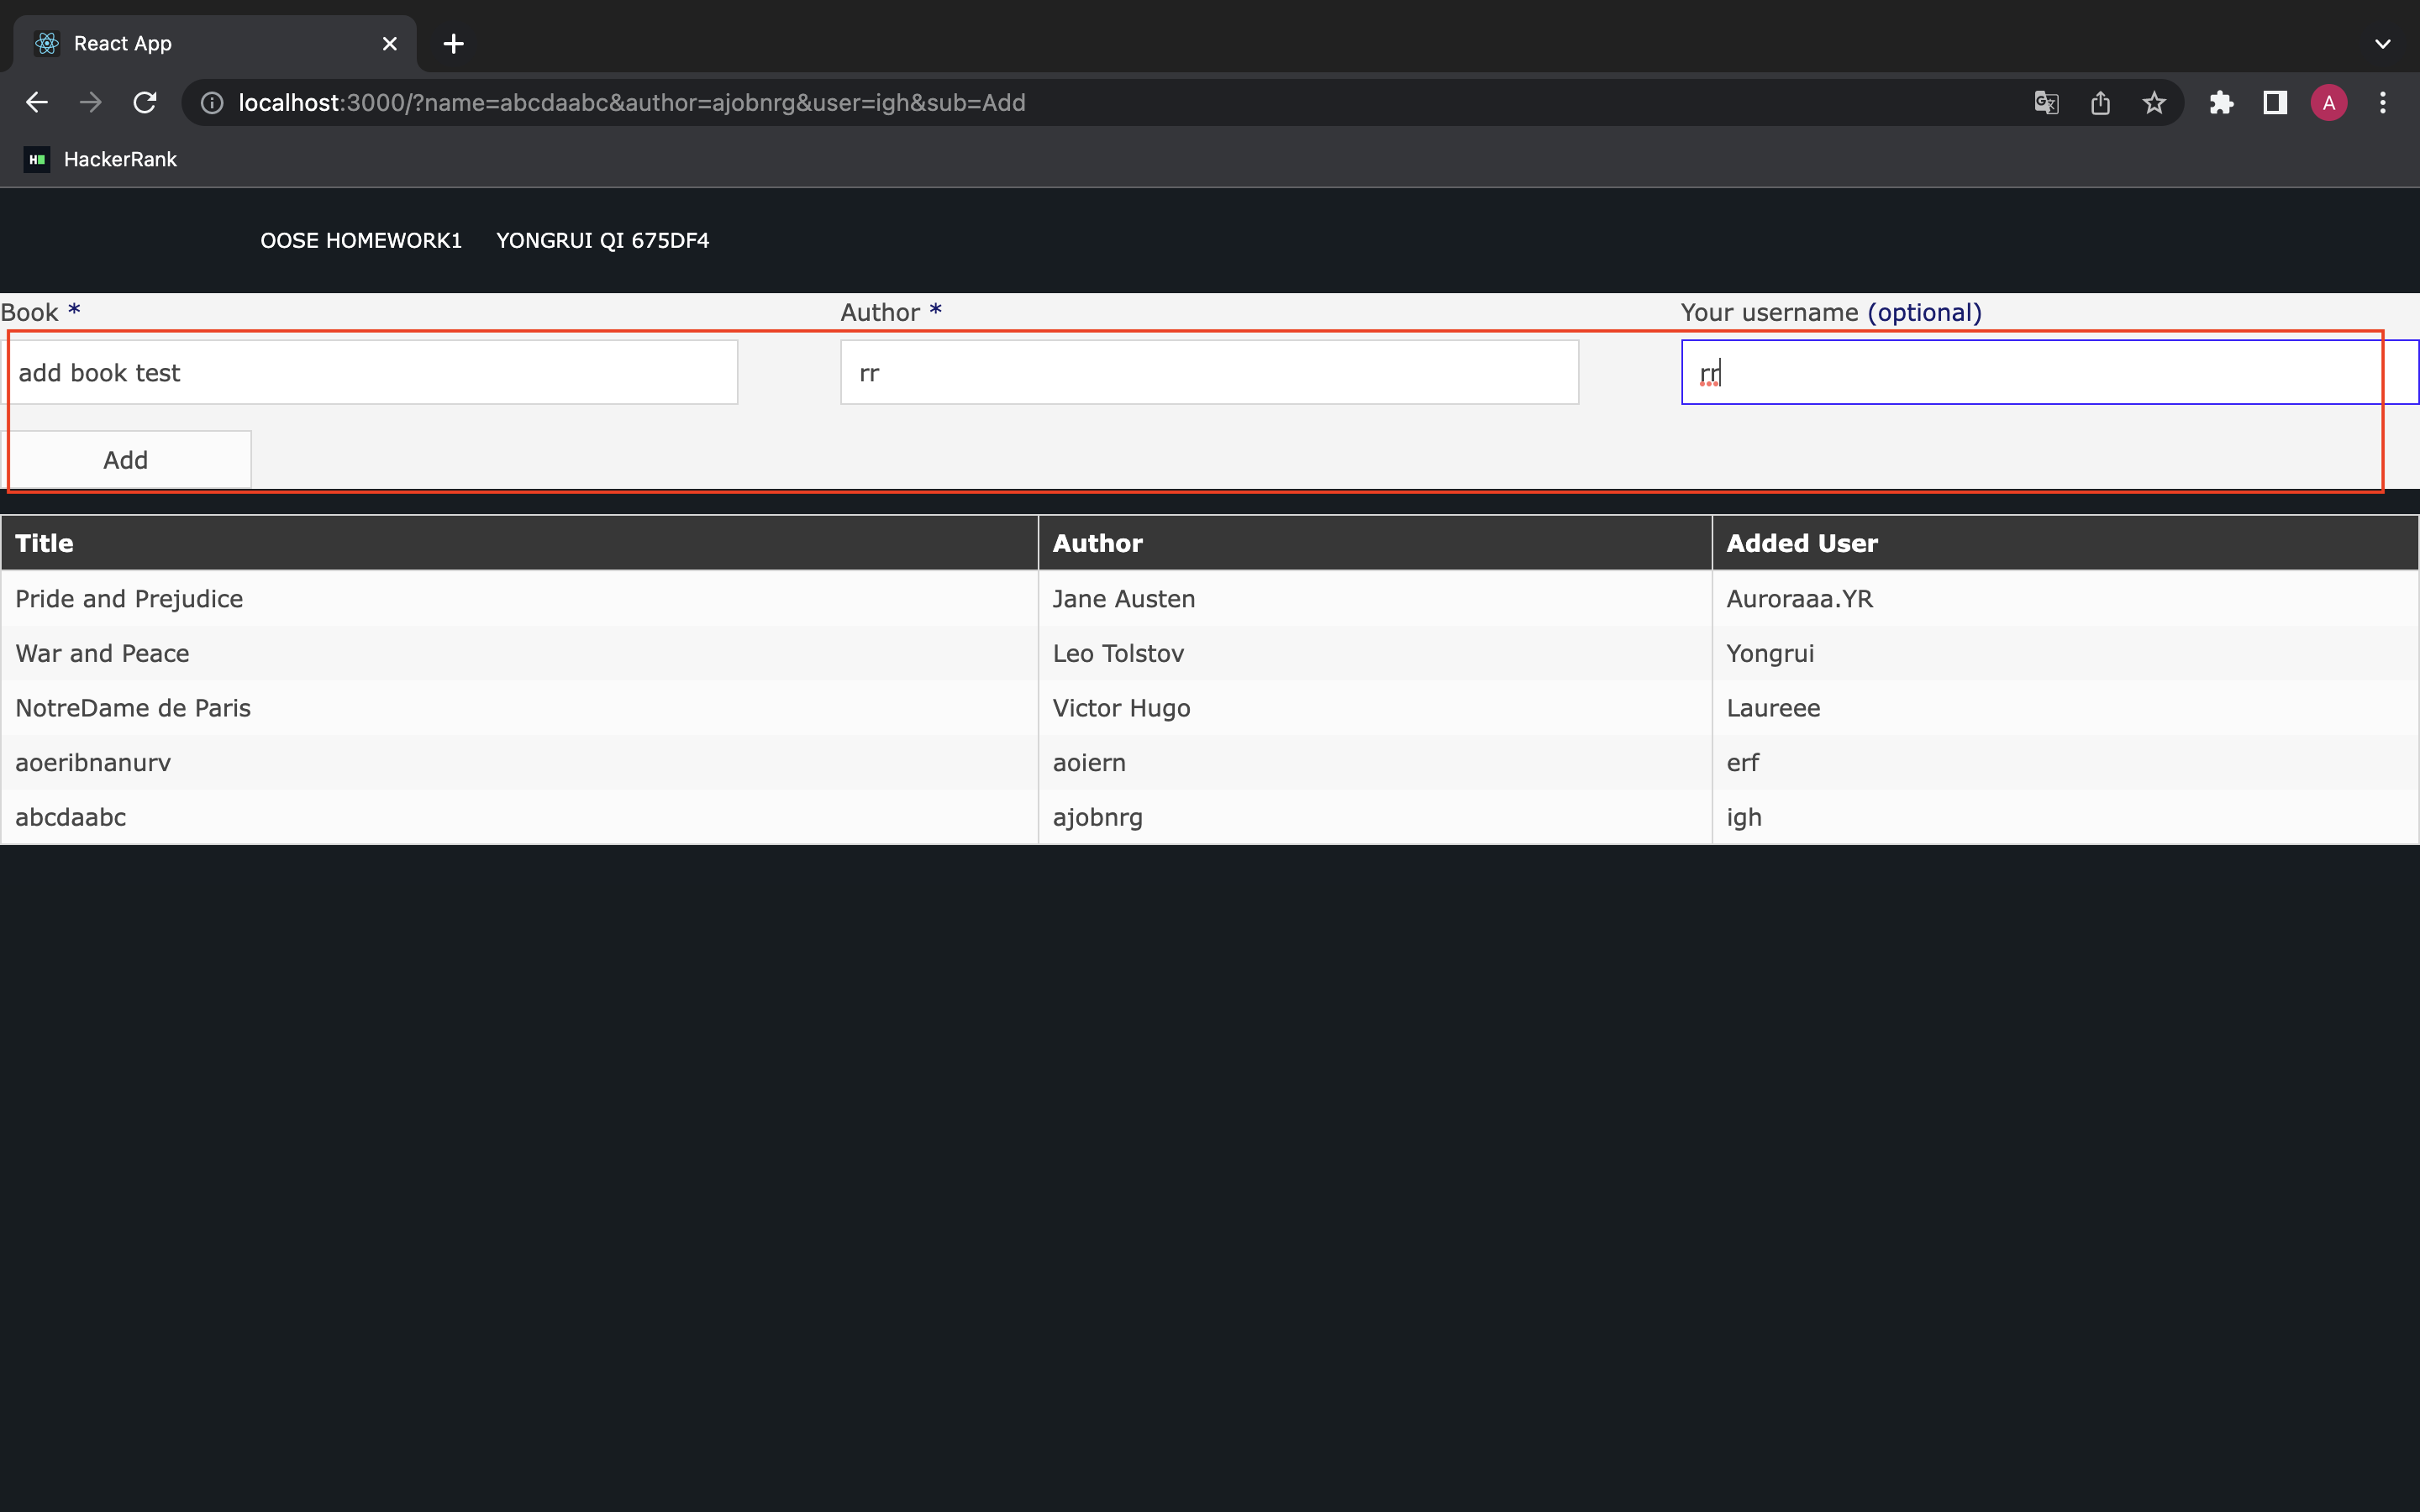 React App
localhost:3000/?name=abcdaabc&author=ajobnrg&user=igh&sub=Add
A
HackerRank
OOSE HOMEWORK1 YONGRUI QI 675DF4
Book * Author * Your username (optional)
add book test rr rr
Add
Title Author Added User
Pride and Prejudice Jane Austen Auroraaa.YR
War and Peace Leo Tolstov Yongrui
NotreDame de Paris Victor Hugo Laureee
aoeribnanurv aoiern erf
abcdaabc ajobnrg igh